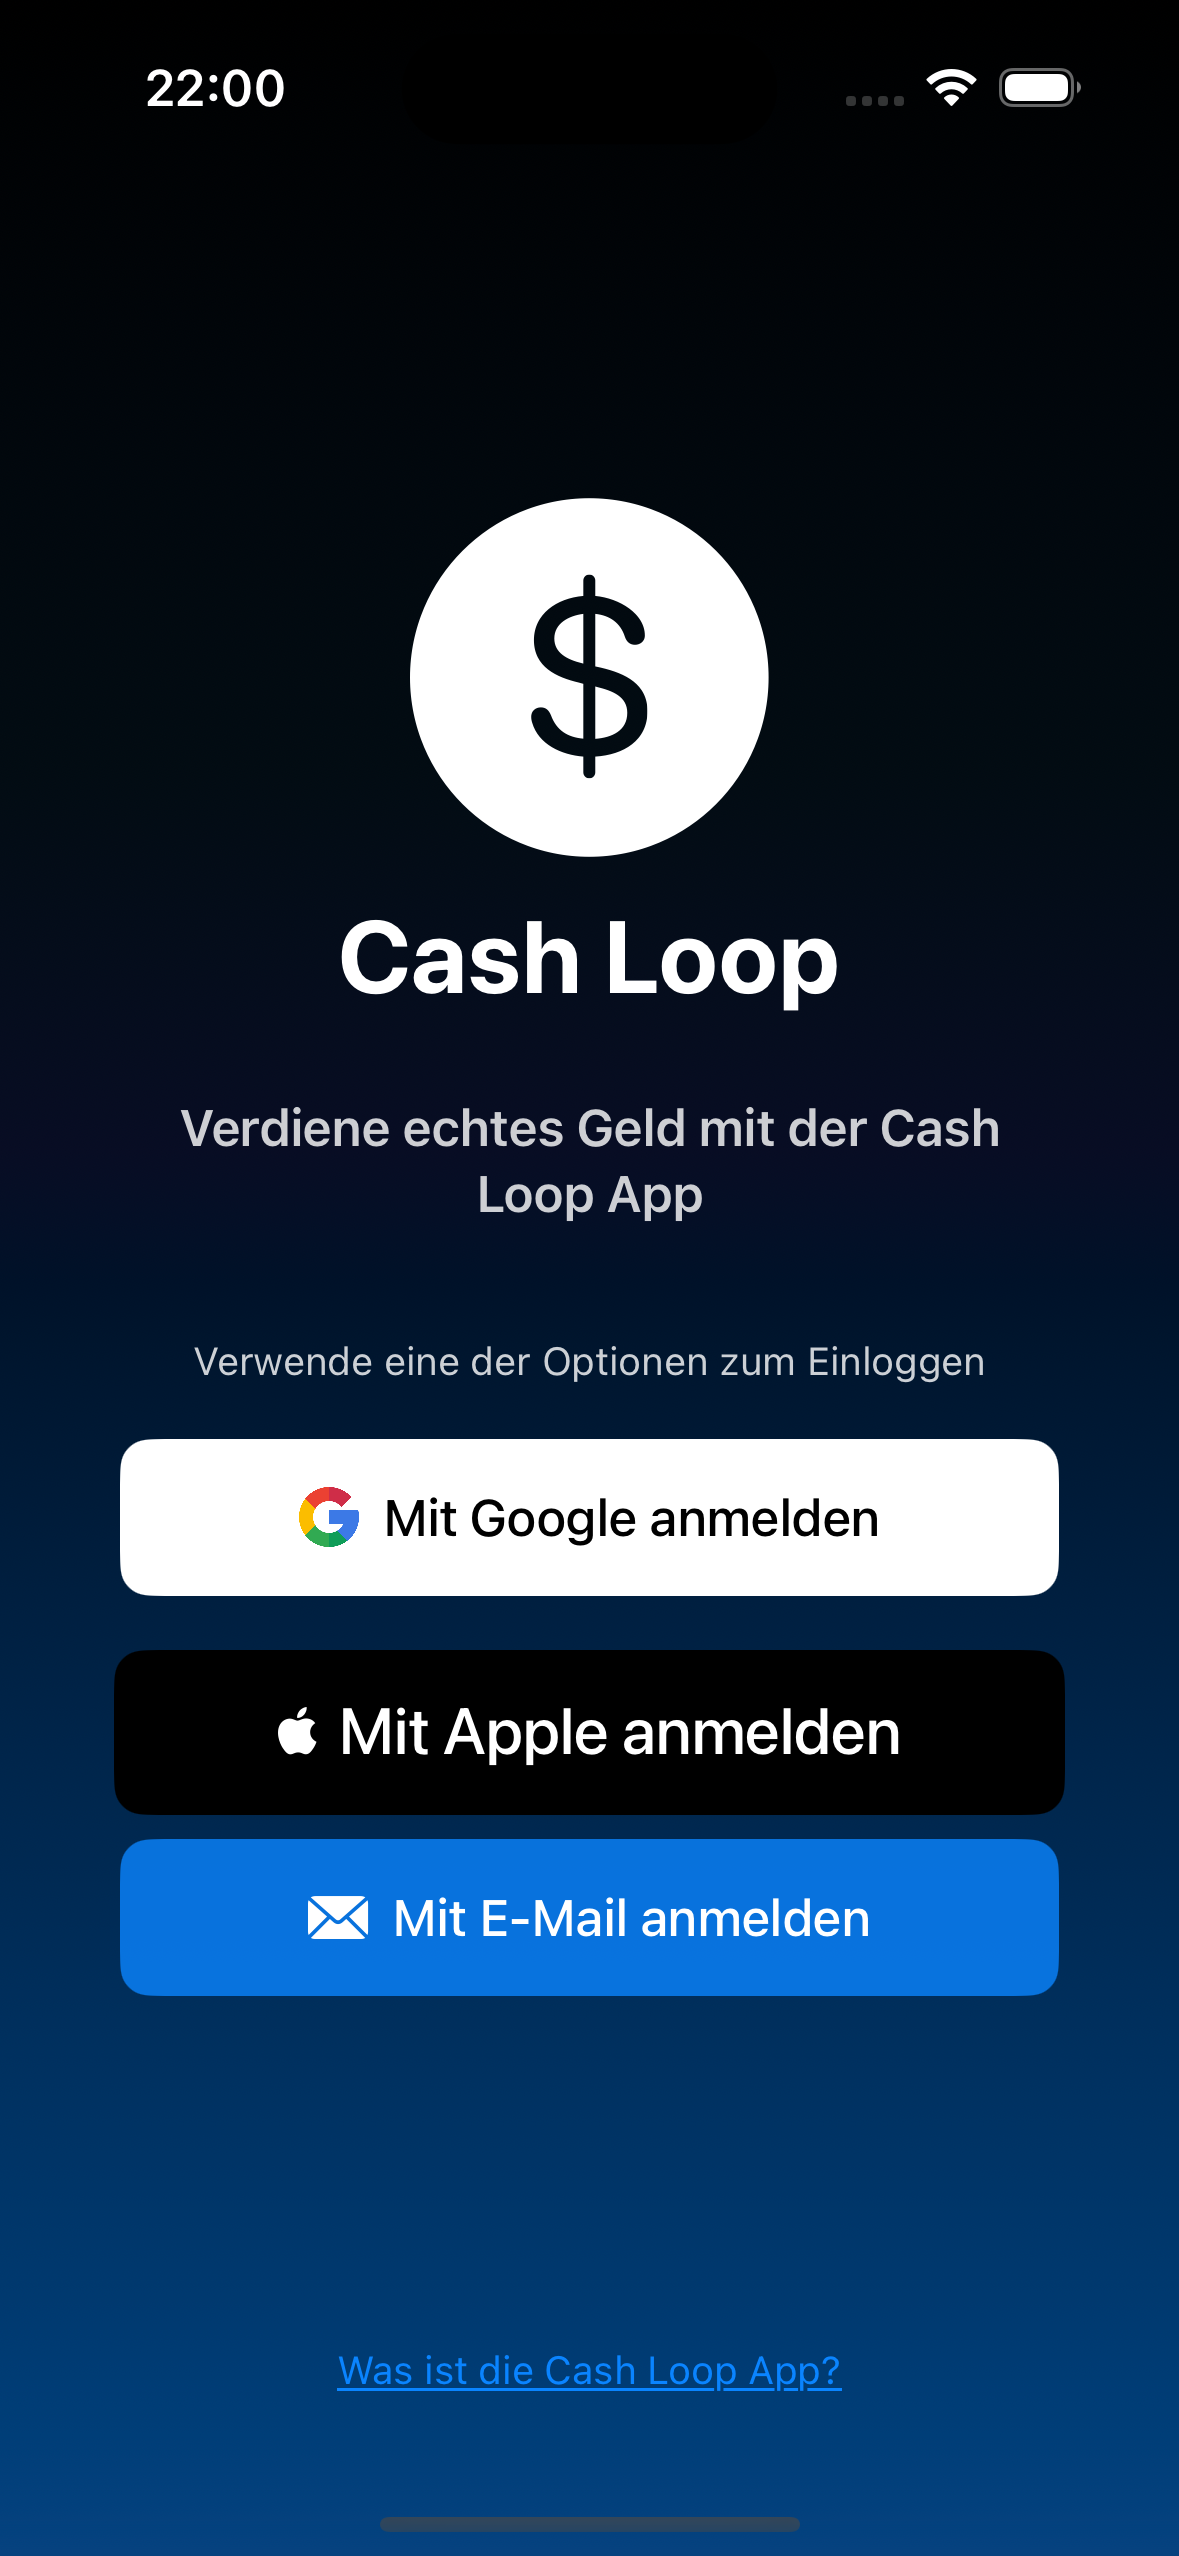 22:00
$
Cash Loop
Verdiene echtes Geld mit der Cash
Loop App
Verwende eine der Optionen zum Einloggen
Mit Google anmelden
Mit Apple anmelden
Mit E-Mail anmelden
Was ist die Cash Loop App?